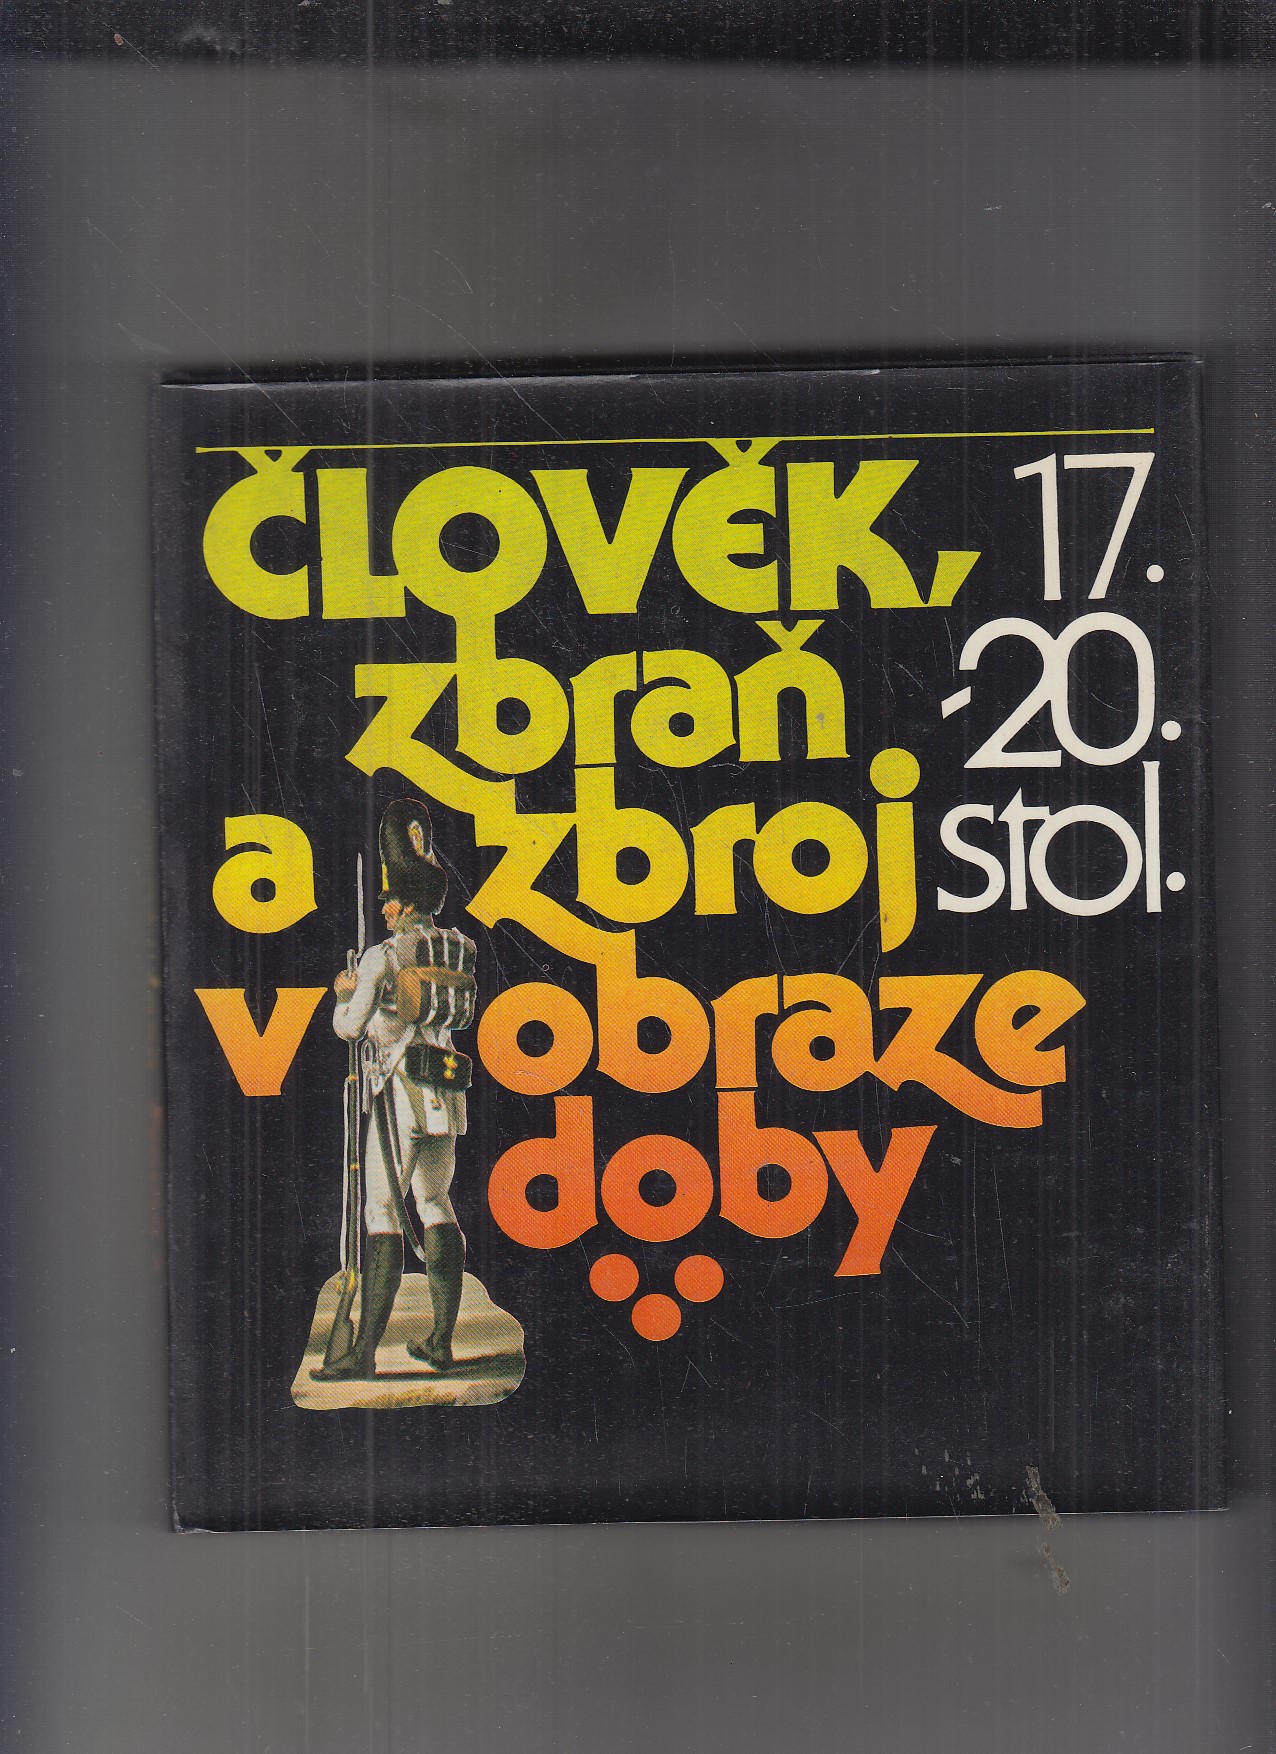 ČLOVĚK,
zbraň
a zbroj
v obraze
doby
17.
-20.
stol.